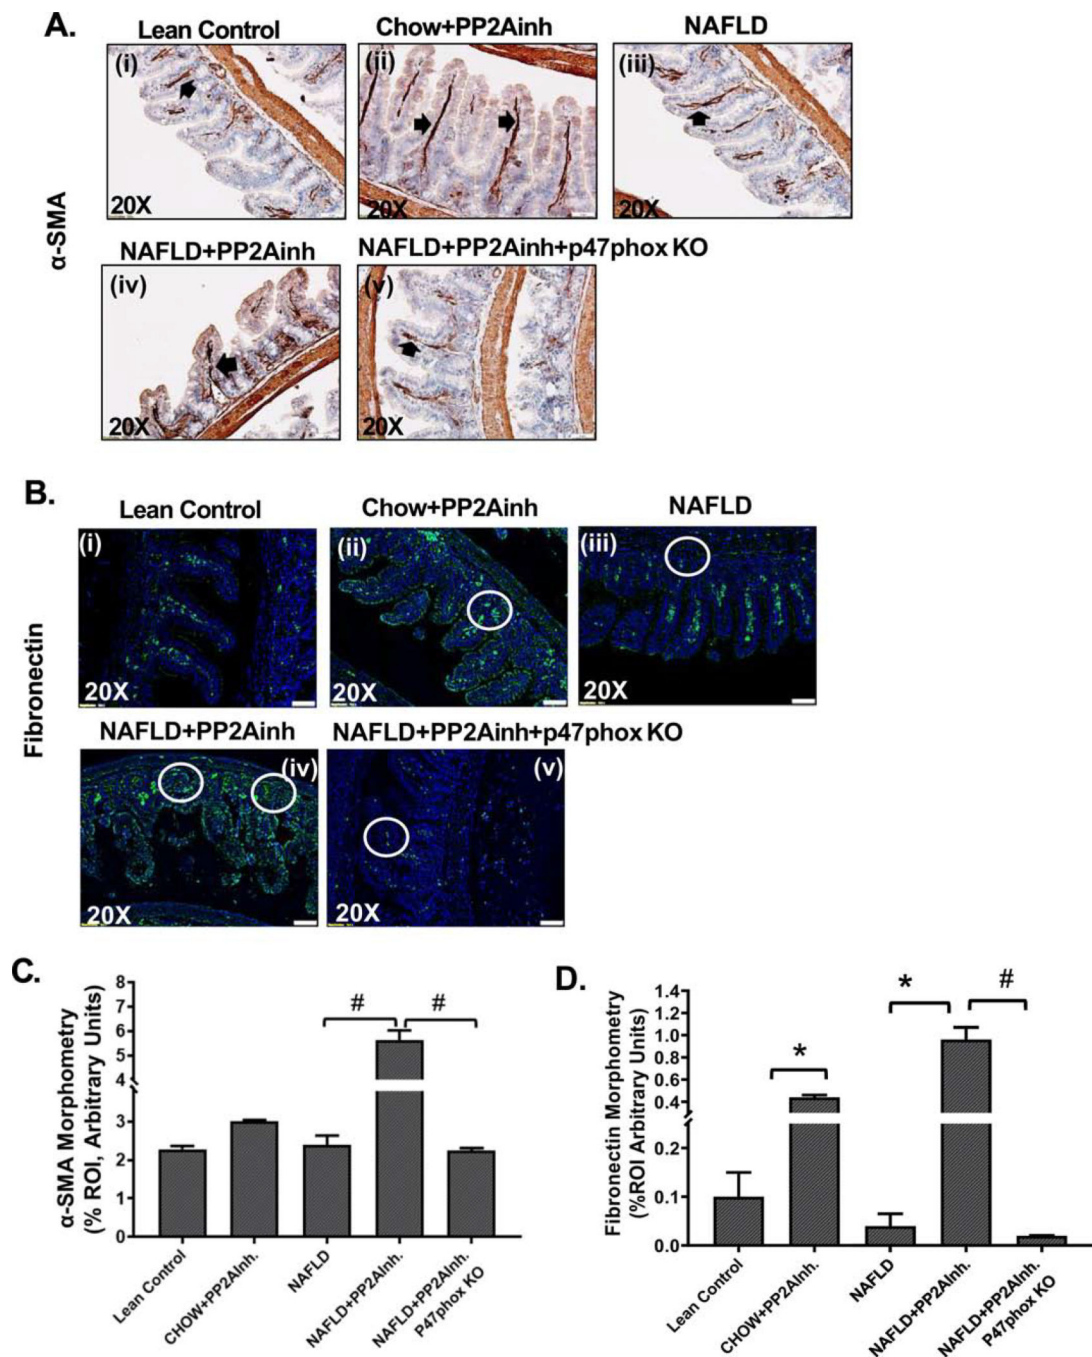 A.
Lean Control
Chow+PP2Ainh
NAFLD
(i)
(ii)
(iii)
20X
20X
20X
α-SMA
NAFLD+PP2Ainh
NAFLD+PP2Ainh+p47phox KO
(iv)
(v)
20X
20X
B.
Lean Control
Chow+PP2Ainh
NAFLD
(i)
(ii)
(iii)
20X
20X
20X
Fibronectin
NAFLD+PP2Ainh
NAFLD+PP2Ainh+p47phox KO
(iv)
(v)
20X
20X
C.
α-SMA Morphometry
(% ROI, Arbitrary Units)
8
7
6
5
4
3
2
1
0
#
#
Lean Control
CHOW+PP2AInh.
NAFLD
NAFLD+PP2AInh.
NAFLD+PP2AInh.
P47phox KO
D.
Fibronectin Morphometry
(%ROI Arbitrary Units)
1.4
1.2
1.0
0.8
0.6
0.4
0.2
0.1
0.0
*
*
#
Lean Control
CHOW+PP2AInh.
NAFLD
NAFLD+PP2AInh.
NAFLD+PP2AInh.
P47phox KO